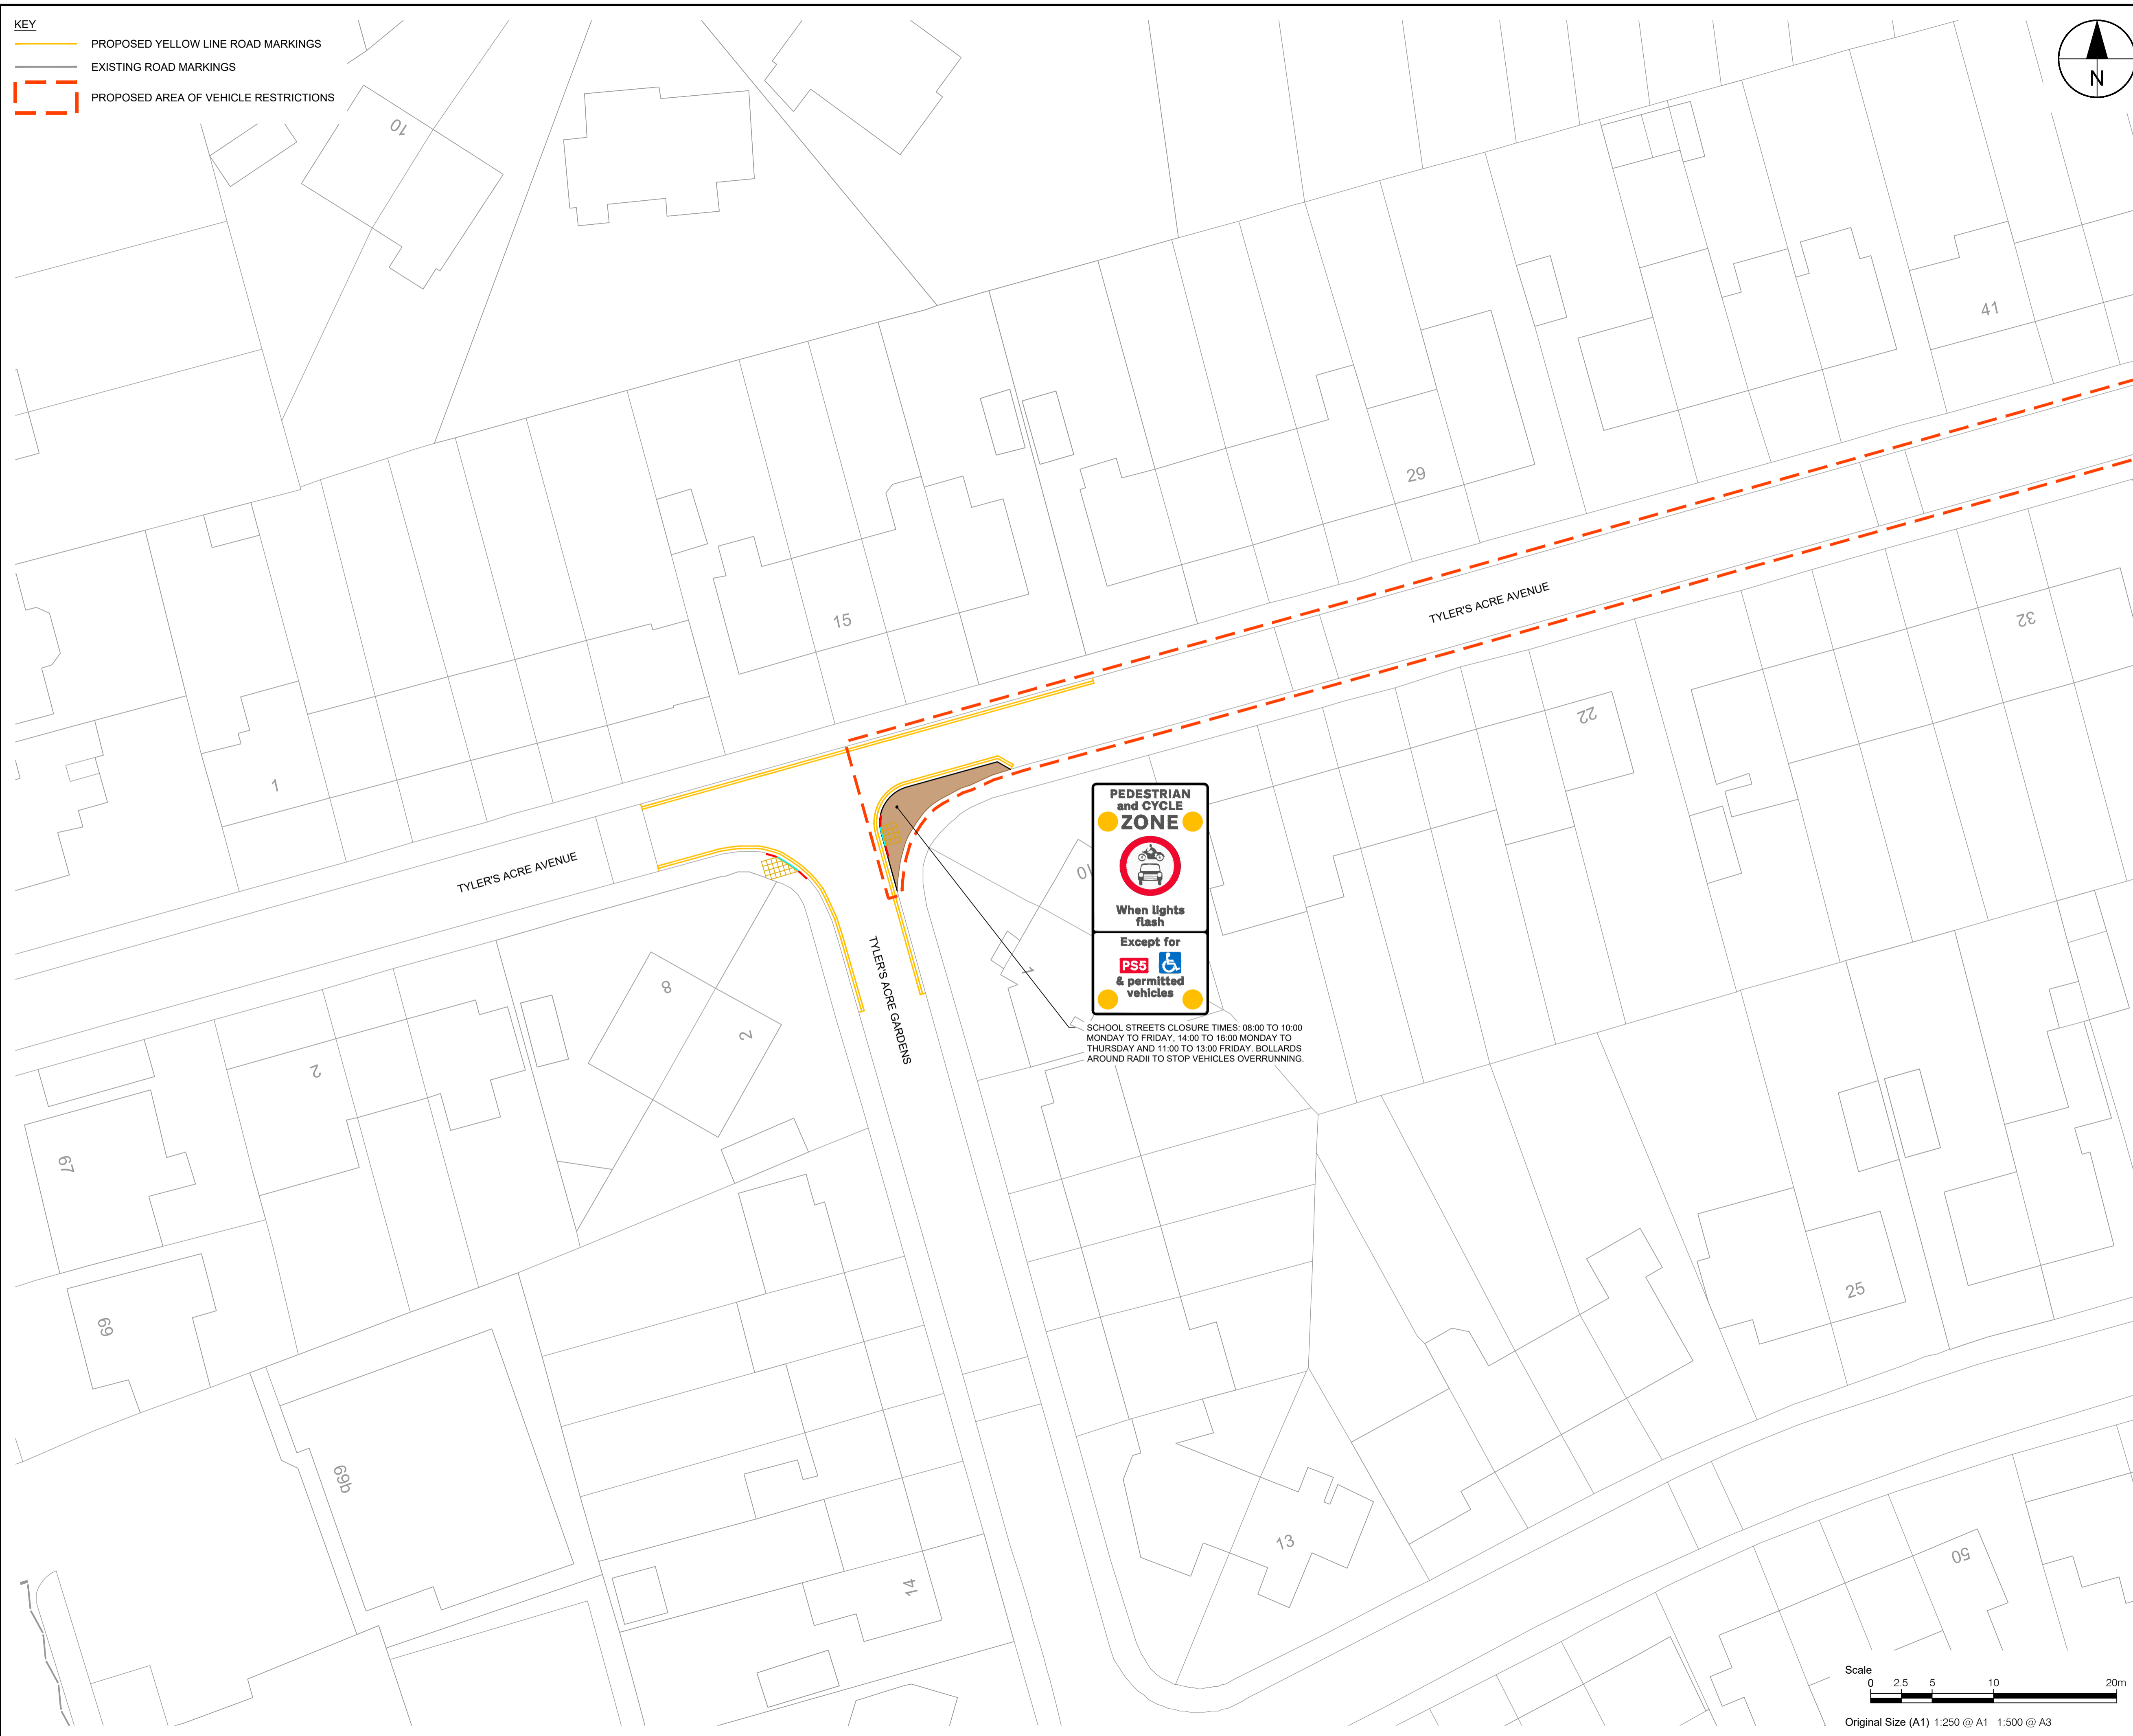 KEY
PROPOSED YELLOW LINE ROAD MARKINGS
EXISTING ROAD MARKINGS
PROPOSED AREA OF VEHICLE RESTRICTIONS
N
10
41
29
15
TYLER'S ACRE AVENUE
32
22
1
TYLER'S ACRE AVENUE
PEDESTRIAN
and CYCLE
ZONE
When lights
flash
Except for
PS5
& permitted
vehicles
10
1
TYLER'S ACRE GARDENS
SCHOOL STREETS CLOSURE TIMES: 08:00 TO 10:00
MONDAY TO FRIDAY, 14:00 TO 16:00 MONDAY TO
THURSDAY AND 11:00 TO 13:00 FRIDAY. BOLLARDS
AROUND RADII TO STOP VEHICLES OVERRUNNING.
8
2
2
67
69
69b
25
13
14
50
Scale
0 2.5 5 10 20m
Original Size (A1) 1:250 @ A1 1:500 @ A3